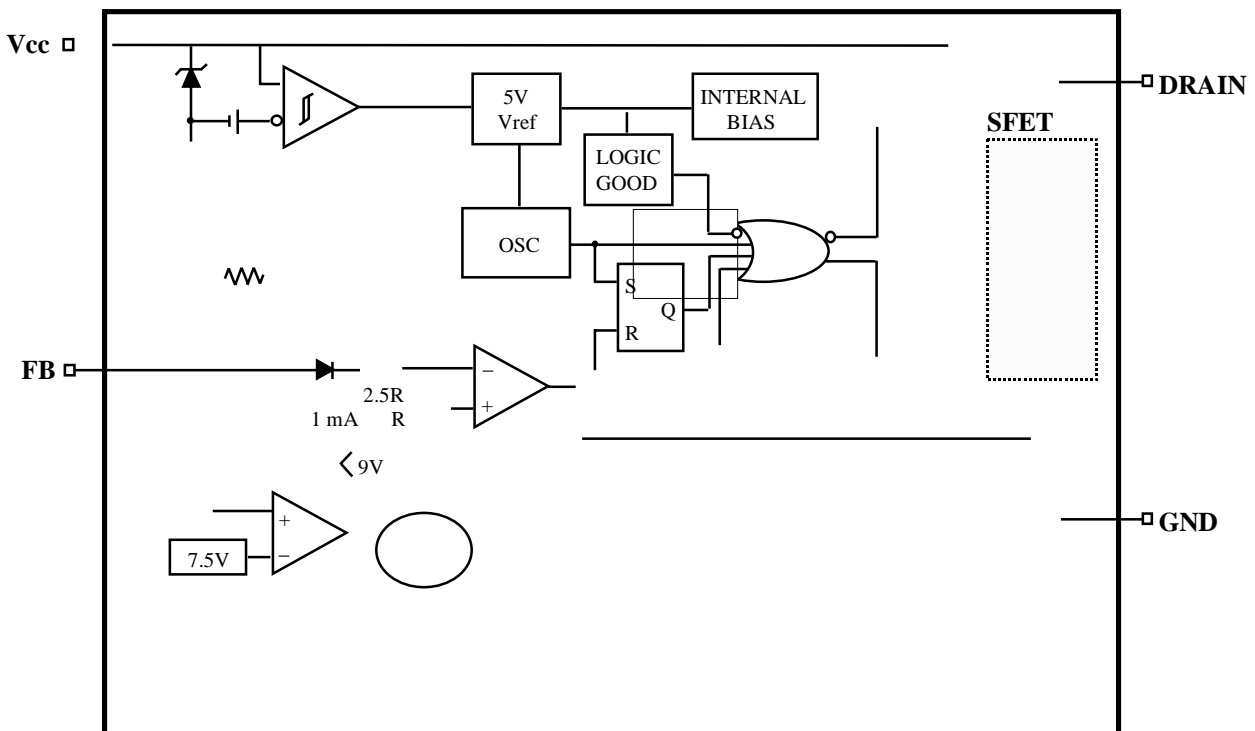 Vcc
DRAIN
5V
Vref
INTERNAL
BIAS
SFET
LOGIC
GOOD
OSC
S
Q
R
FB
−
+
2.5R
1 mA R
9V
+
−
7.5V
GND